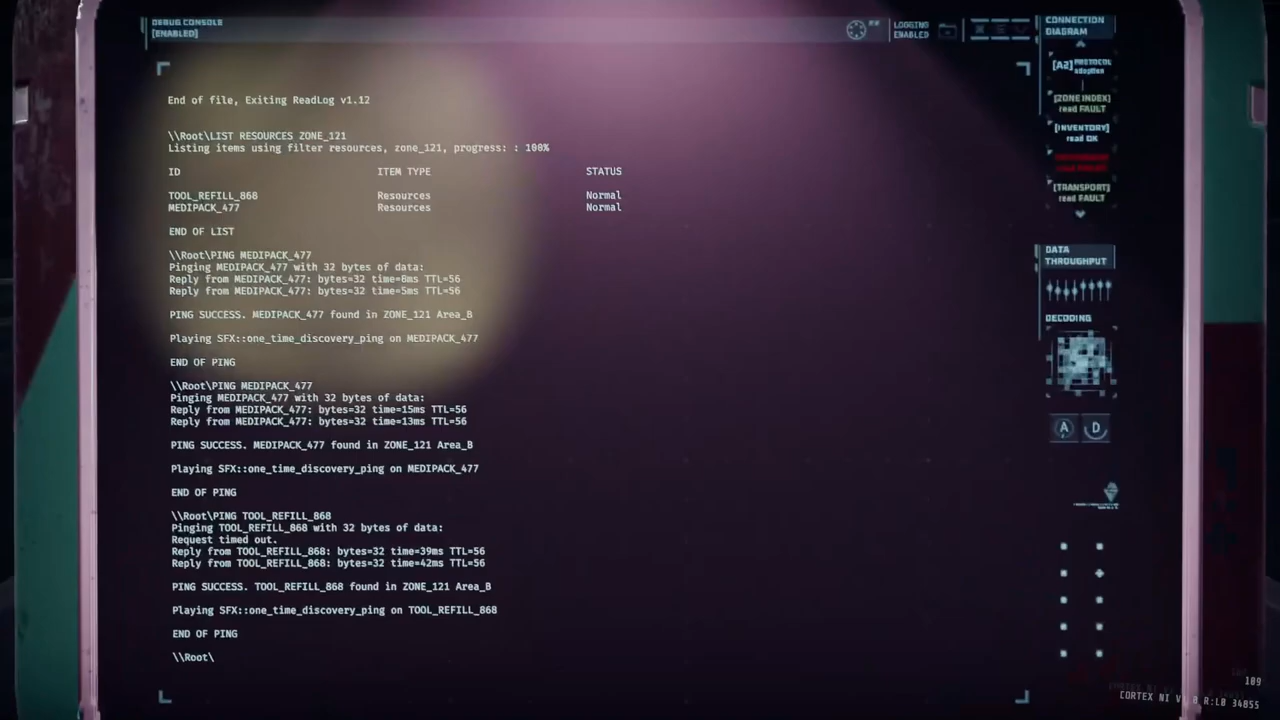 DEBUG CONSOLE
[ENABLED]
LOGGING
ENABLED
CONNECTION
DIAGRAM
End of file, Exiting ReadLog v1.12
\\Root\LIST RESOURCES ZONE_121
Listing items using filter resources, zone_121, progress: : 100%
ID ITEM TYPE STATUS
TOOL_REFILL_868 Resources Normal
MEDIPACK_477 Resources Normal
END OF LIST
\\Root\PING MEDIPACK_477
Pinging MEDIPACK_477 with 32 bytes of data:
Reply from MEDIPACK_477: bytes=32 time=8ms TTL=56
Reply from MEDIPACK_477: bytes=32 time=5ms TTL=56
PING SUCCESS. MEDIPACK_477 found in ZONE_121 Area_B
Playing SFX::one_time_discovery_ping on MEDIPACK_477
END OF PING
\\Root\PING MEDIPACK_477
Pinging MEDIPACK_477 with 32 bytes of data:
Reply from MEDIPACK_477: bytes=32 time=15ms TTL=56
Reply from MEDIPACK_477: bytes=32 time=13ms TTL=56
PING SUCCESS. MEDIPACK_477 found in ZONE_121 Area_B
Playing SFX::one_time_discovery_ping on MEDIPACK_477
END OF PING
\\Root\PING TOOL_REFILL_868
Pinging TOOL_REFILL_868 with 32 bytes of data:
Request timed out.
Reply from TOOL_REFILL_868: bytes=32 time=39ms TTL=56
Reply from TOOL_REFILL_868: bytes=32 time=42ms TTL=56
PING SUCCESS. TOOL_REFILL_868 found in ZONE_121 Area_B
Playing SFX::one_time_discovery_ping on TOOL_REFILL_868
END OF PING
\\Root\
[A2] PROTOCOL
adaption
[ZONE INDEX]
read FAULT
[INVENTORY]
read OK
[TRANSPORT]
read FAULT
DATA
THROUGHPUT
DECODING
A D
109
CORTEX NI V1.0 R:L0 34855